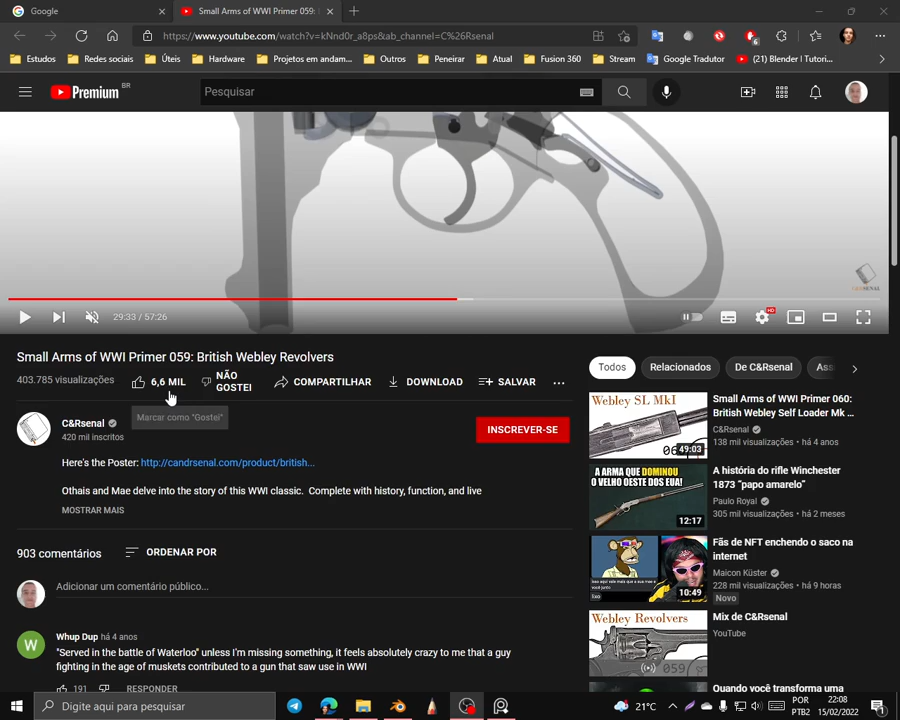 Google
Small Arms of WWI Primer 059:
https://www.youtube.com/watch?v=kNnd0r_a8ps&ab_channel=C%26Rsenal
6
Estudos
Redes sociais
Úteis
Hardware
Projetos em andam...
Outros
Peneirar
Atual
Fusion 360
Stream
Google Tradutor
(21) Blender | Tutori...
Premium BR
Pesquisar
C&RSENAL
29:33 / 57:26
HD
Small Arms of WWI Primer 059: British Webley Revolvers
403.785 visualizações
6,6 MIL
NÃO
GOSTEI
COMPARTILHAR
DOWNLOAD
SALVAR
Marcar como "Gostei"
C&Rsenal
420 mil inscritos
INSCREVER-SE
Here's the Poster: http://candrsenal.com/product/british...
Othais and Mae delve into the story of this WWI classic. Complete with history, function, and live
MOSTRAR MAIS
903 comentários
ORDENAR POR
Adicionar um comentário público...
W
Whup Dup há 4 anos
"Served in the battle of Waterloo" unless I'm missing something, it feels absolutely crazy to me that a guy
fighting in the age of muskets contributed to a gun that saw use in WWI
191
RESPONDER
Todos
Relacionados
De C&Rsenal
Ass
Webley SL MkI
49:03
Small Arms of WWI Primer 060:
British Webley Self Loader Mk ...
C&Rsenal
138 mil visualizações • há 4 anos
A ARMA QUE DOMINOU
O VELHO OESTE DOS EUA!
12:17
A história do rifle Winchester
1873 “papo amarelo”
Paulo Royal
305 mil visualizações • há 2 meses
10:49
Fãs de NFT enchendo o saco na
internet
Maicon Küster
228 mil visualizações • há 9 horas
Novo
Webley Revolvers
059
Mix de C&Rsenal
YouTube
Quando você transforma uma
Digite aqui para pesquisar
21°C
POR
PTB2
22:08
15/02/2022
1